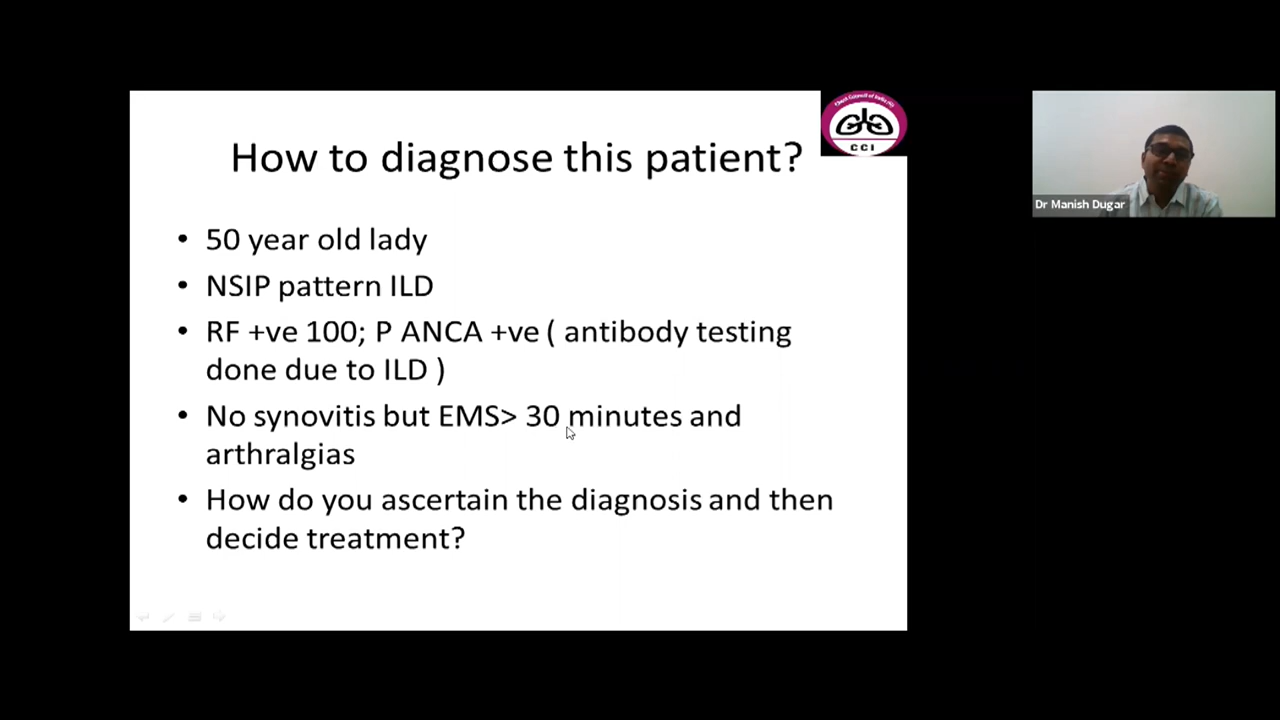 How to diagnose this patient?
CCI
• 50 year old lady
• NSIP pattern ILD
• RF +ve 100; P ANCA +ve ( antibody testing
done due to ILD )
• No synovitis but EMS> 30 minutes and
arthralgias
• How do you ascertain the diagnosis and then
decide treatment?
Dr Manish Dugar